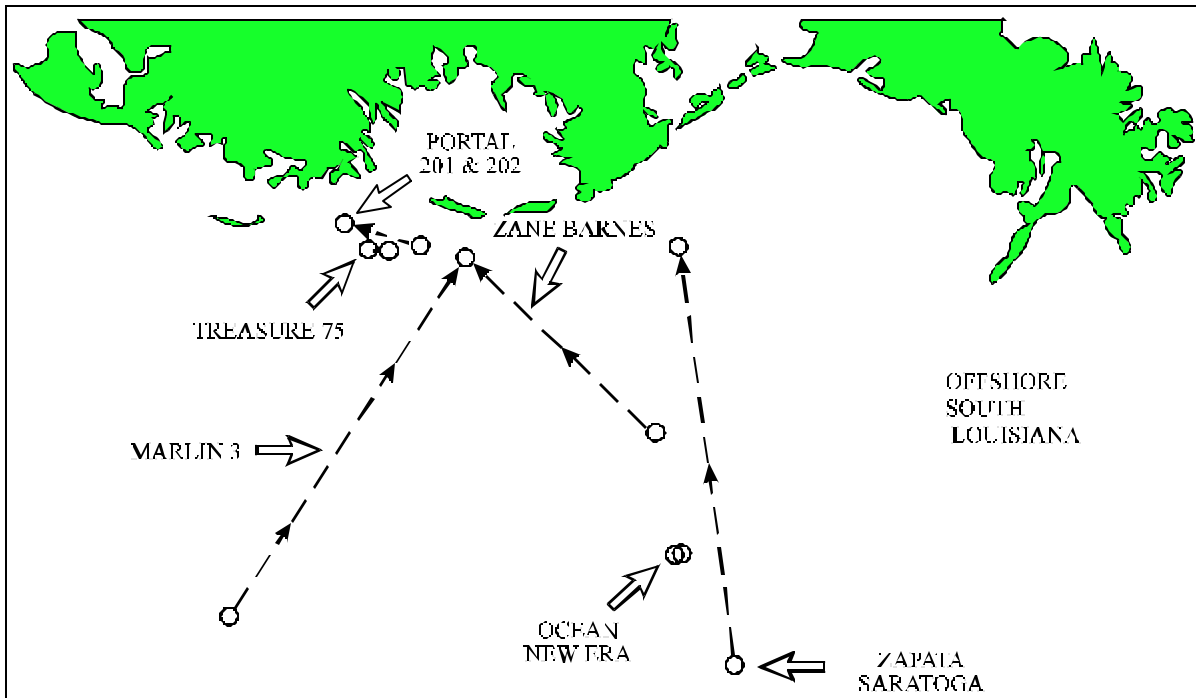 PORTAL
201 & 202
ZANE BARNES
TREASURE 75
OFFSHORE
SOUTH
LOUISIANA
MARLIN 3
OCEAN
NEW ERA
ZAPATA
SARATOGA